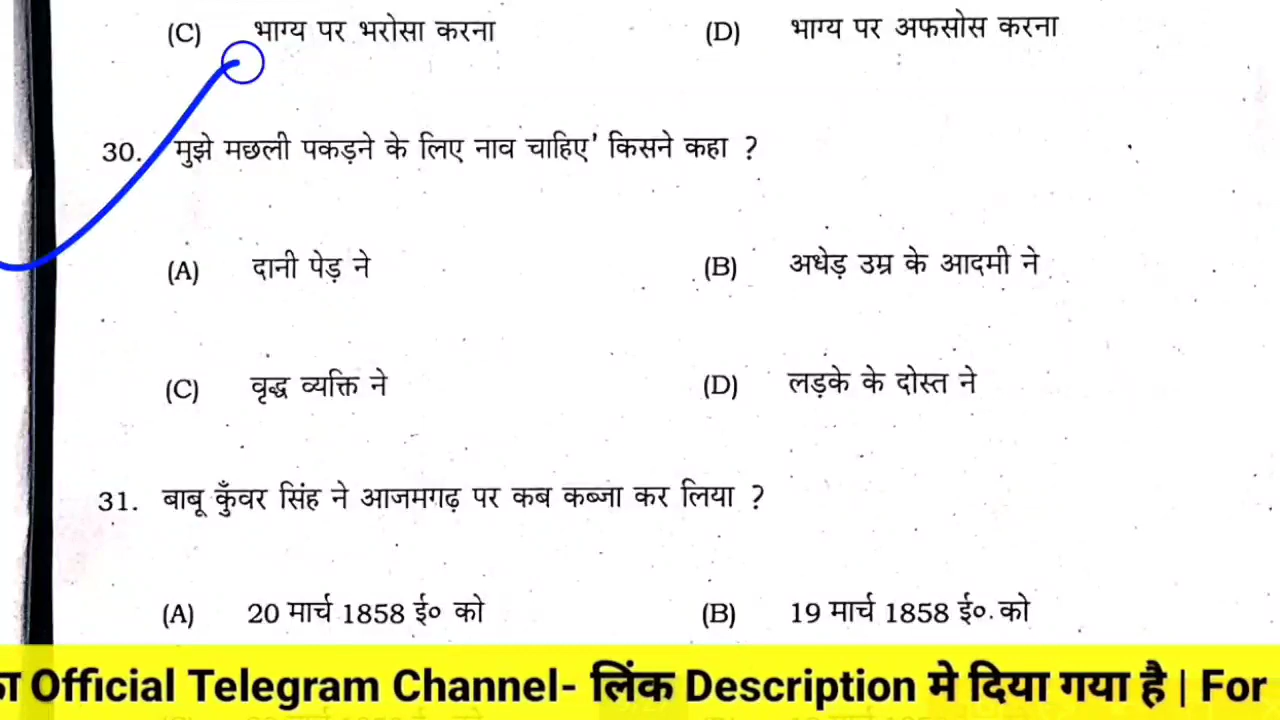 (C) भाग्य पर भरोसा करना (D) भाग्य पर अफसोस करना
30. मुझे मछली पकड़ने के लिए नाव चाहिए' किसने कहा ?
(A) दानी पेड़ ने (B) अधेड़ उम्र के आदमी ने
(C) वृद्ध व्यक्ति ने (D) लड़के के दोस्त ने
31. बाबू कुँवर सिंह ने आजमगढ़ पर कब कब्जा कर लिया ?
(A) 20 मार्च 1858 ई० को (B) 19 मार्च 1858 ई०.को
Official Telegram Channel- लिंक Description मे दिया गया है | For